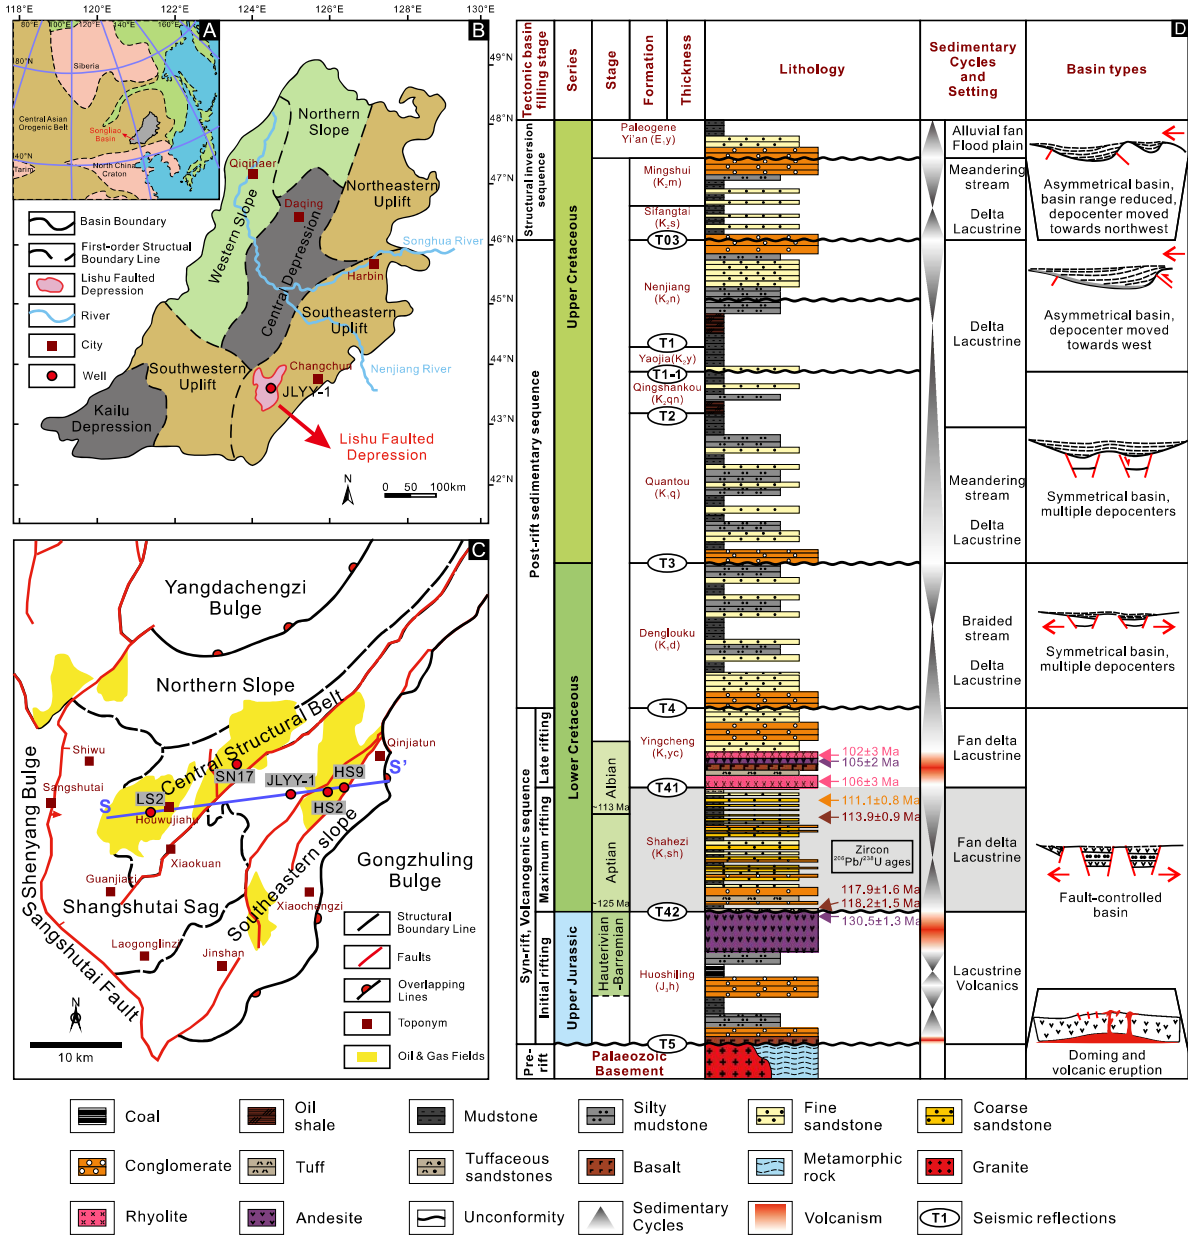 118°E
120°E
122°E
124°E
126°E
128°E
130°E
A
80°E
100°E
120°E
140°E
160°E
80°N
Siberia
Central Asian
Orogenic Belt
Songliao
Basin
40°N
Tarim
North China
Craton
B
49°N
48°N
47°N
46°N
45°N
44°N
43°N
42°N
Northern
Slope
Qiqihaer
Northeastern
Uplift
Daqing
Western Slope
Songhua River
Harbin
Central Depression
Southeastern
Uplift
Southwestern
Uplift
Changchun
Nenjiang River
JLYY-1
Kailu
Depression
Lishu Faulted
Depression
N
0 50 100km
Basin Boundary
First-order Structual
Boundary Line
Lishu Faulted
Depression
River
City
Well
C
Yangdachengzi
Bulge
Northern Slope
Central Structural Belt
Shiwu
Sangshutai
Shenyang Bulge
SN17
JLYY-1
HS9
Qinjiatun
S'
S
LS2
HS2
Houwujiahu
Xiaokuan
Guanjiazi
Southeastern slope
Gongzhuling
Bulge
Shangshutai Sag
Xiaochengzi
Sangshutai Fault
Laogonglinzi
Jinshan
N
10 km
Structural
Boundary Line
Faults
Overlapping
Lines
Toponym
Oil & Gas Fields
D
Tectonic basin
filling stage
Series
Stage
Formation
Thickness
Lithology
Sedimentary
Cycles
and
Setting
Basin types
Structural inversion
sequence
Post-rift sedimentary sequence
Syn-rift, Volcanogenic sequence
Late rifting
Maximum rifting
Initial rifting
Pre-
rift
Upper Cretaceous
Lower Cretaceous
Upper Jurassic
Palaeozoic
Basement
Albian
~113 Ma
Aptian
~125 Ma
Hauterivian
-Barremian
Paleogene
Yi'an (E₁y)
Mingshui
(K₂m)
Sifangtai
(K₂s)
T03
Nenjiang
(K₂n)
T1
Yaojia(K₂y)
T1-1
Qingshankou
(K₂qn)
T2
Quantou
(K₁q)
T3
Denglouku
(K₁d)
T4
Yingcheng
(K₁yc)
T41
Shahezi
(K₁sh)
T42
Huoshiling
(J₃h)
T5
102±3 Ma
105±2 Ma
106±3 Ma
111.1±0.8 Ma
113.9±0.9 Ma
Zircon
²⁰⁶Pb/²³⁸U ages
117.9±1.6 Ma
118.2±1.5 Ma
130.5±1.3 Ma
Alluvial fan
Flood plain
Meandering
stream
Delta
Lacustrine
Delta
Lacustrine
Meandering
stream
Delta
Lacustrine
Braided
stream
Delta
Lacustrine
Fan delta
Lacustrine
Fan delta
Lacustrine
Lacustrine
Volcanics
Asymmetrical basin,
basin range reduced,
depocenter moved
towards northwest
Asymmetrical basin,
depocenter moved
towards west
Symmetrical basin,
multiple depocenters
Symmetrical basin,
multiple depocenters
Fault-controlled
basin
Doming and
volcanic eruption
Coal
Oil
shale
Mudstone
Silty
mudstone
Fine
sandstone
Coarse
sandstone
Conglomerate
Tuff
Tuffaceous
sandstones
Basalt
Metamorphic
rock
Granite
Rhyolite
Andesite
Unconformity
Sedimentary
Cycles
Volcanism
T1
Seismic reflections